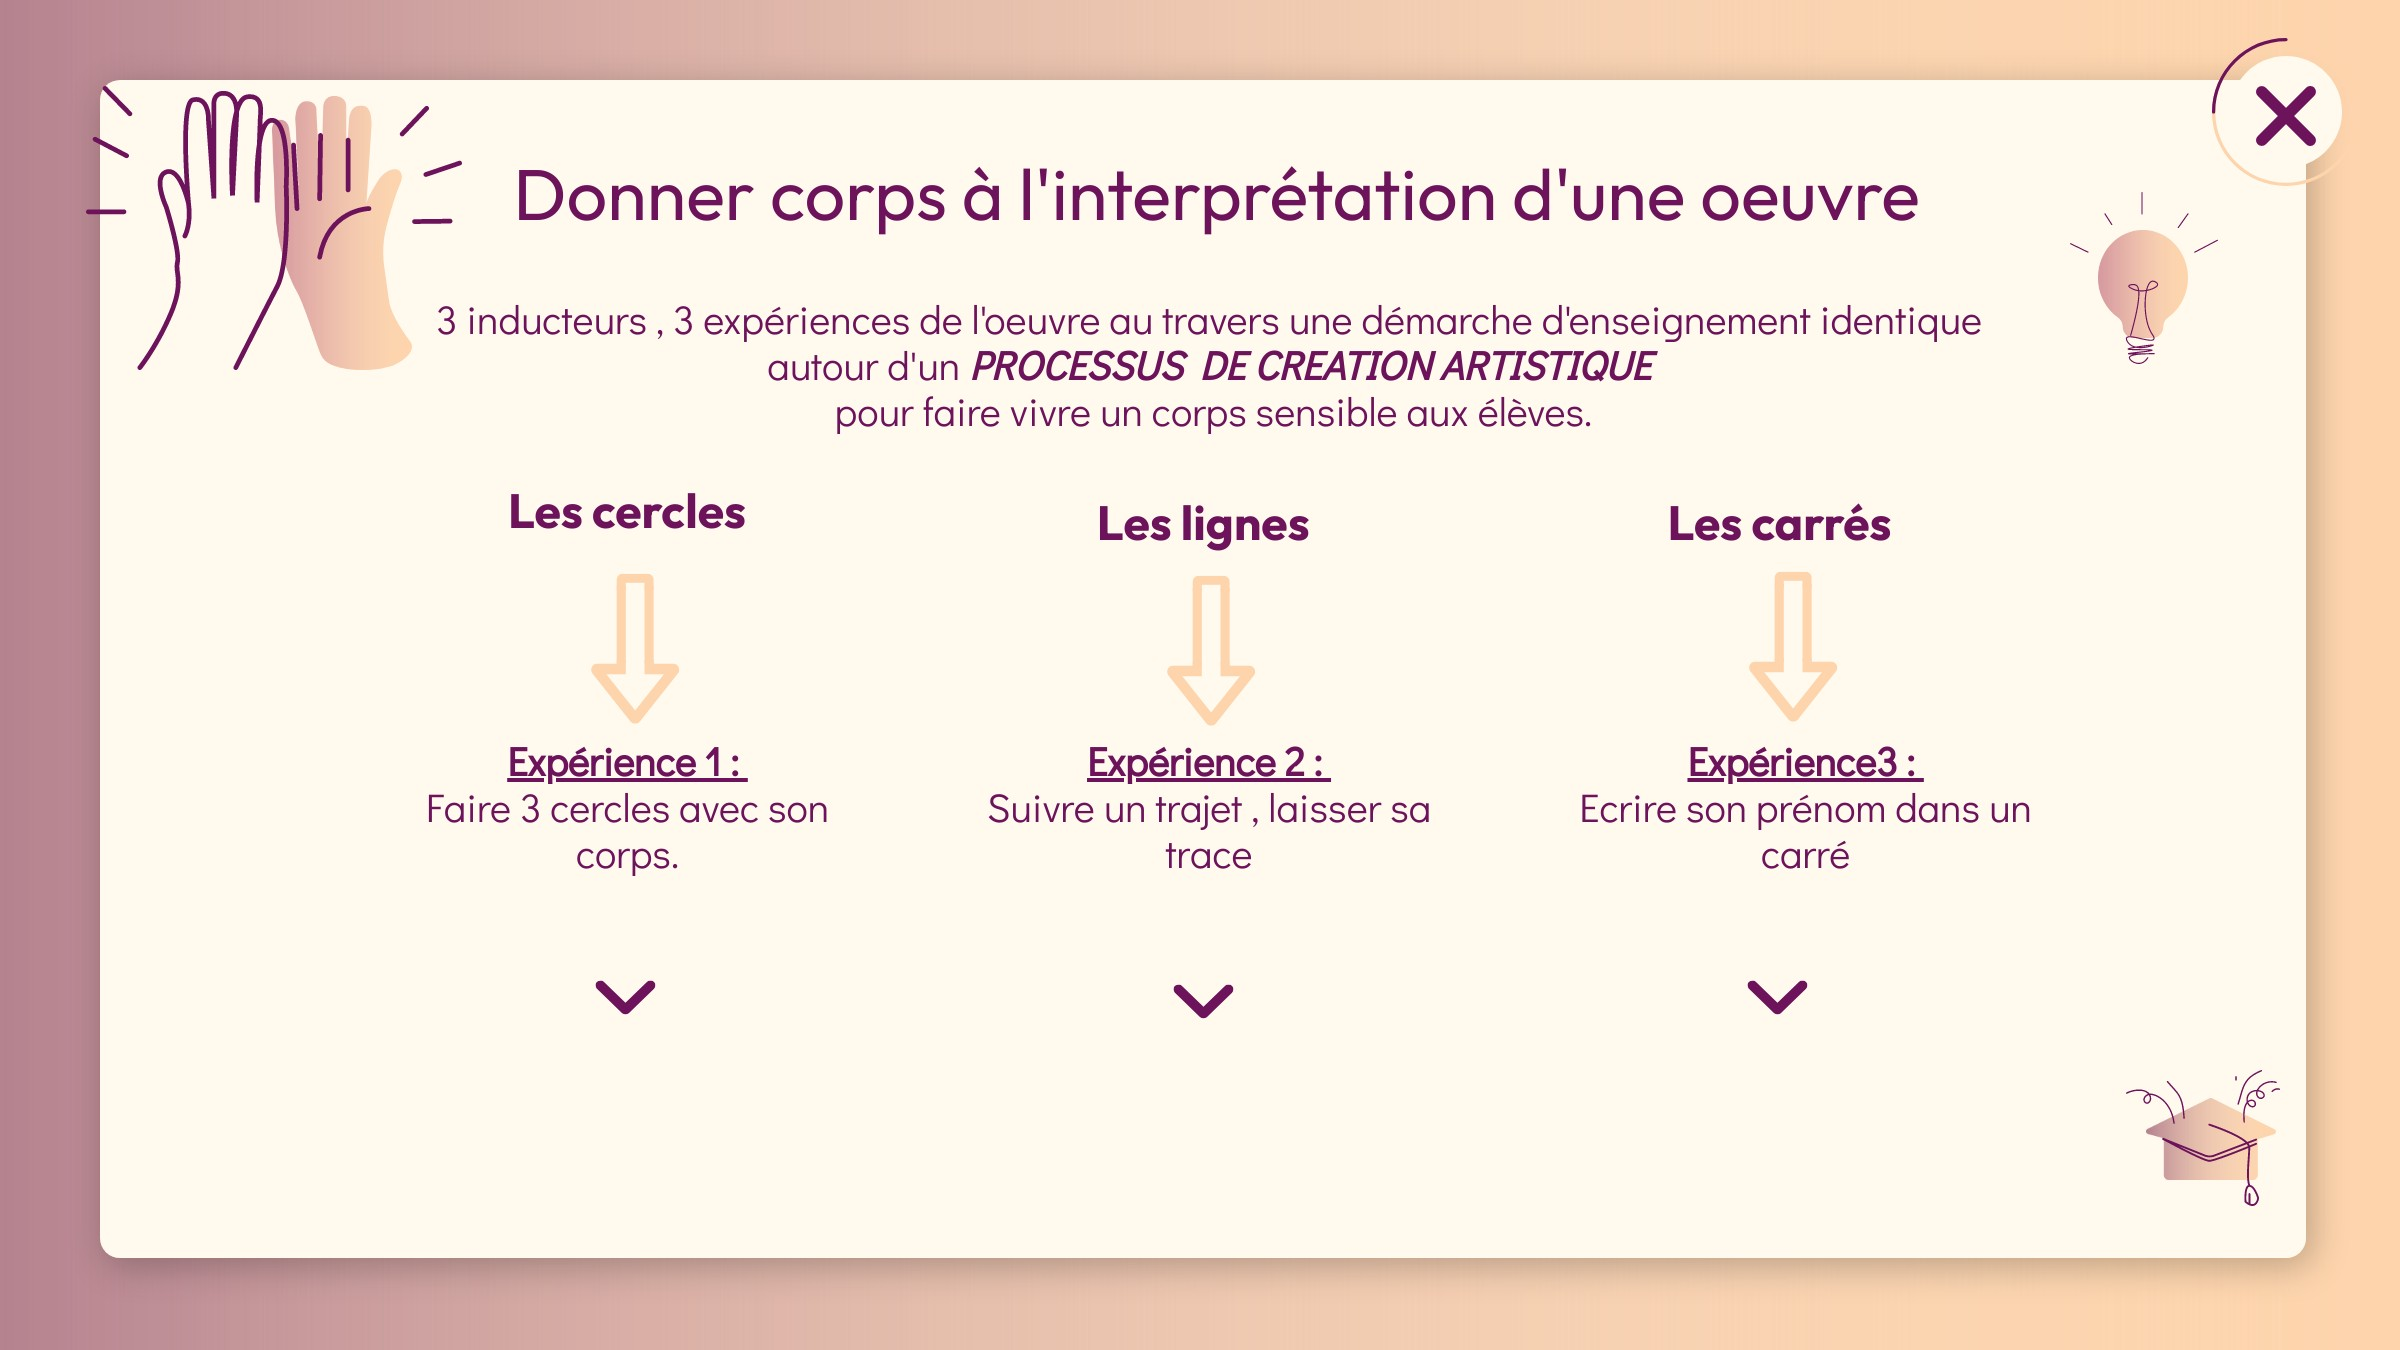 Donner corps à l'interprétation d'une oeuvre
3 inducteurs , 3 expériences de l'oeuvre au travers une démarche d'enseignement identique
autour d'un PROCESSUS  DE CREATION ARTISTIQUE
pour faire vivre un corps sensible aux élèves.
Les cercles
Les lignes
Les carrés
Expérience 1 :
Faire 3 cercles avec son
corps.
Expérience 2 :
Suivre un trajet , laisser sa
trace
Expérience3 :
Ecrire son prénom dans un
carré